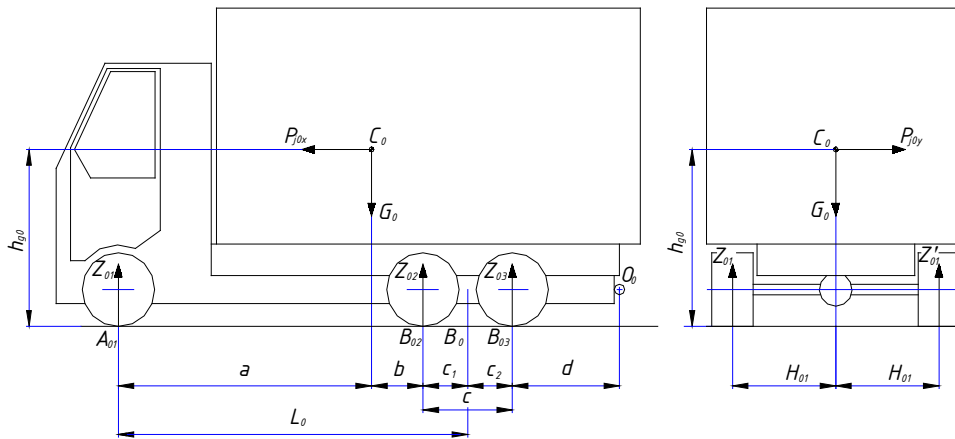 P_j0x C_0
G_0
h_g0
Z_01 Z_02 Z_03 O_0
A_01 B_02 B_0 B_03
a b c_1 c_2 d
c
L_0
C_0 P_j0y
G_0
h_g0
Z_01 Z'_01
H_01 H_01